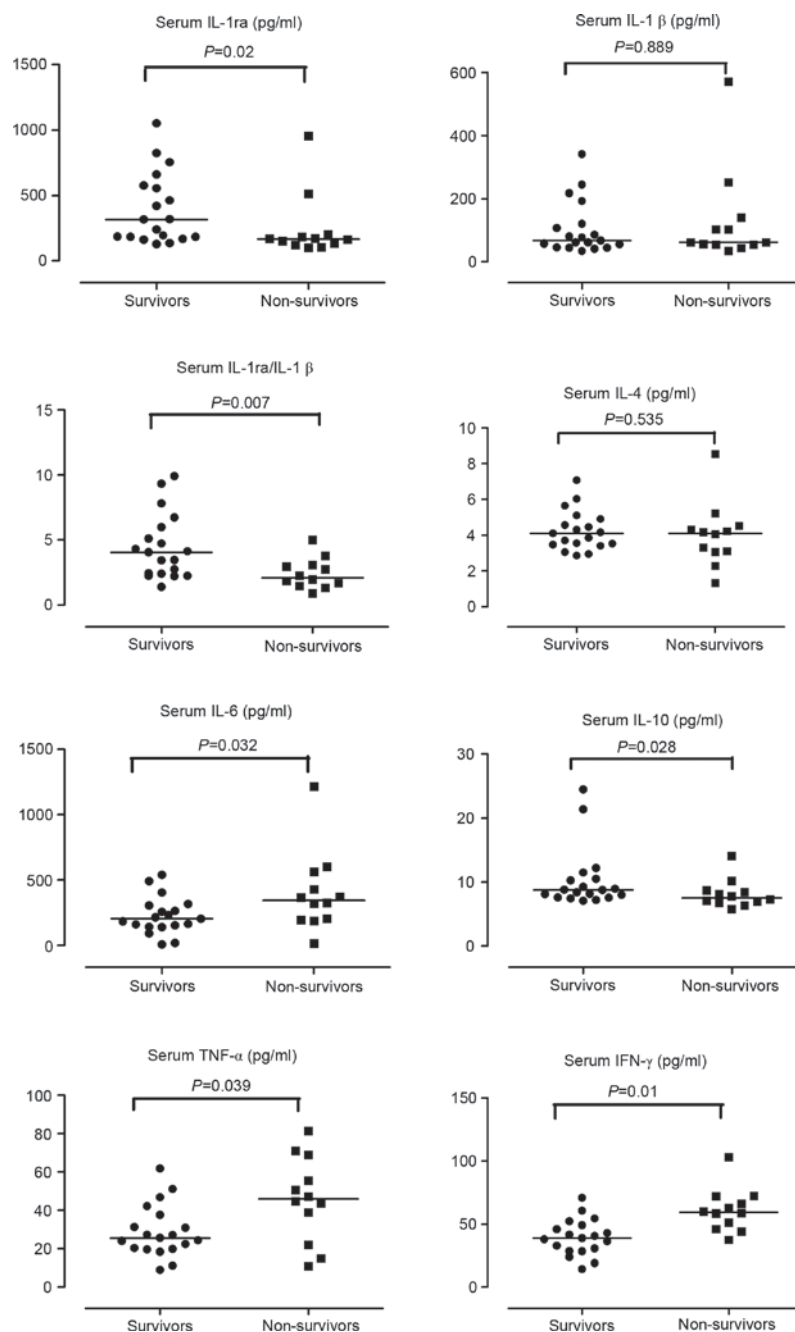 Serum IL-1ra (pg/ml)
P=0.02
1500
1000
500
0
Survivors Non-survivors
Serum IL-1 β (pg/ml)
P=0.889
600
400
200
0
Survivors Non-survivors
Serum IL-1ra/IL-1 β
P=0.007
15
10
5
0
Survivors Non-survivors
Serum IL-4 (pg/ml)
P=0.535
10
8
6
4
2
0
Survivors Non-survivors
Serum IL-6 (pg/ml)
P=0.032
1500
1000
500
0
Survivors Non-survivors
Serum IL-10 (pg/ml)
P=0.028
30
20
10
0
Survivors Non-survivors
Serum TNF-α (pg/ml)
P=0.039
100
80
60
40
20
0
Survivors Non-survivors
Serum IFN-γ (pg/ml)
P=0.01
150
100
50
0
Survivors Non-survivors